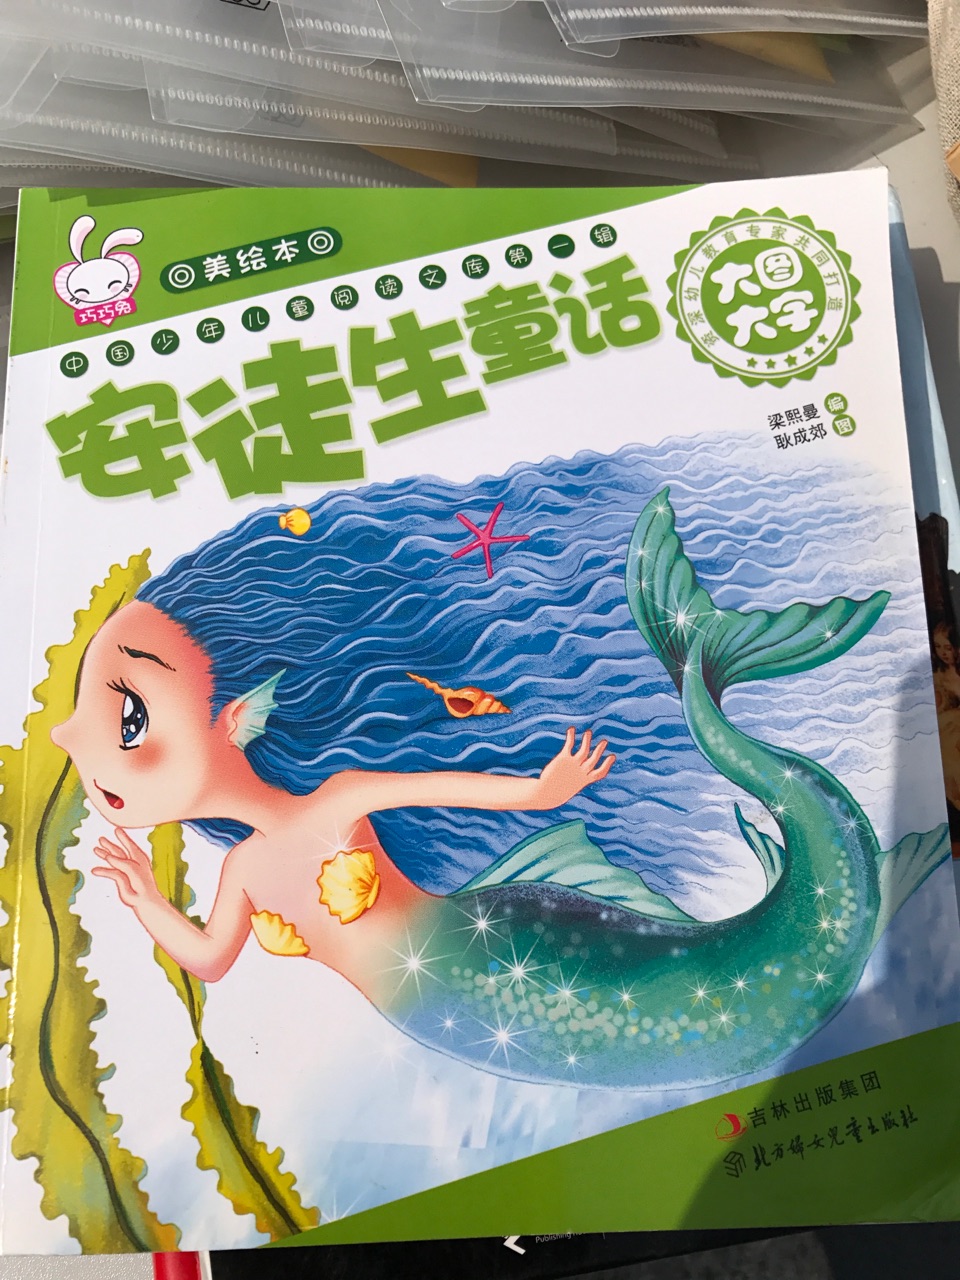 美绘本
巧巧兔
中国少年儿童阅读文库第一辑
安徒生童话
资深幼儿教育专家共同打造
大图
大字
梁熙曼 编
耿成郊 图
吉林出版集团
北方妇女儿童出版社